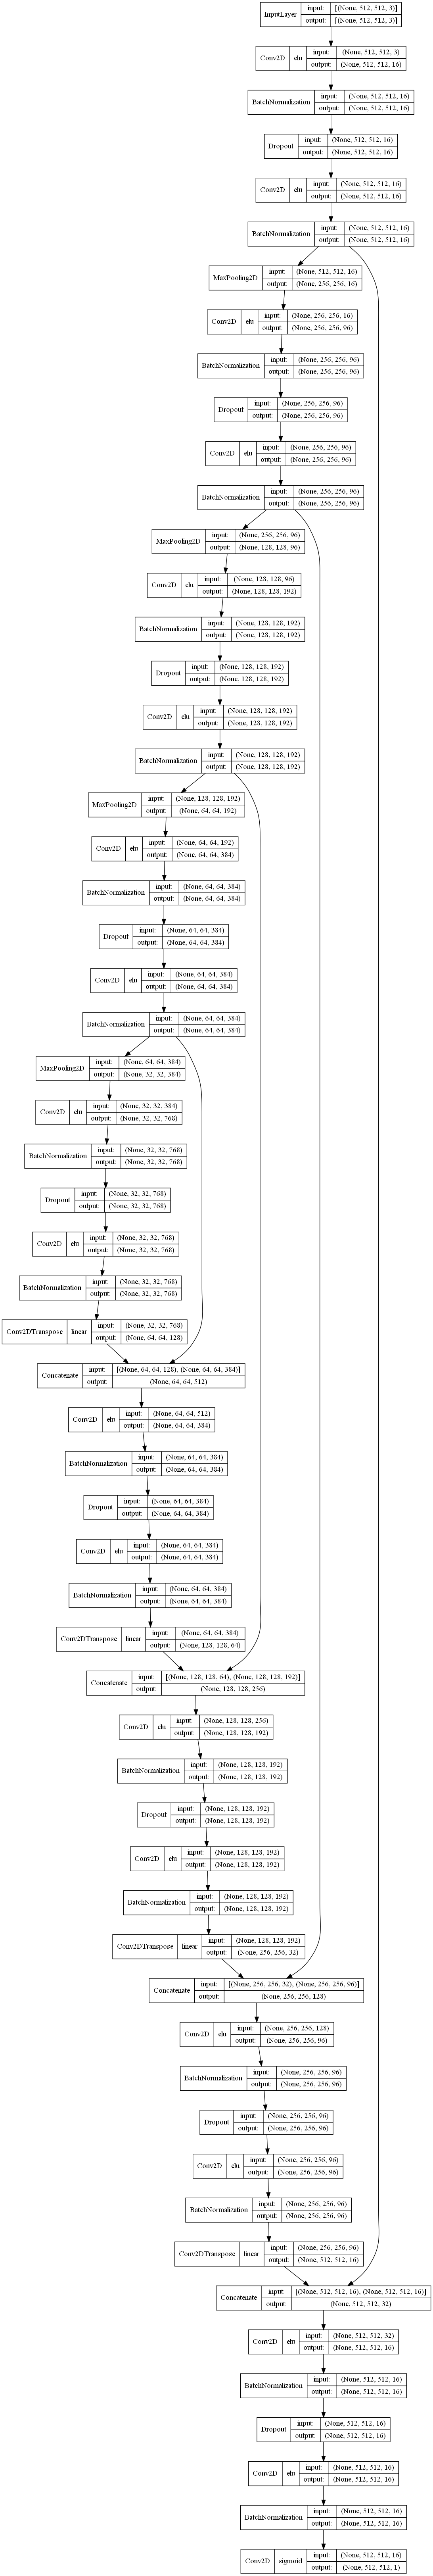 InputLayer input: [(None, 512, 512, 3)]
output: [(None, 512, 512, 3)]
Conv2D elu input: (None, 512, 512, 3)
output: (None, 512, 512, 16)
BatchNormalization input: (None, 512, 512, 16)
output: (None, 512, 512, 16)
Dropout input: (None, 512, 512, 16)
output: (None, 512, 512, 16)
Conv2D elu input: (None, 512, 512, 16)
output: (None, 512, 512, 16)
BatchNormalization input: (None, 512, 512, 16)
output: (None, 512, 512, 16)
MaxPooling2D input: (None, 512, 512, 16)
output: (None, 256, 256, 16)
Conv2D elu input: (None, 256, 256, 16)
output: (None, 256, 256, 96)
BatchNormalization input: (None, 256, 256, 96)
output: (None, 256, 256, 96)
Dropout input: (None, 256, 256, 96)
output: (None, 256, 256, 96)
Conv2D elu input: (None, 256, 256, 96)
output: (None, 256, 256, 96)
BatchNormalization input: (None, 256, 256, 96)
output: (None, 256, 256, 96)
MaxPooling2D input: (None, 256, 256, 96)
output: (None, 128, 128, 96)
Conv2D elu input: (None, 128, 128, 96)
output: (None, 128, 128, 192)
BatchNormalization input: (None, 128, 128, 192)
output: (None, 128, 128, 192)
Dropout input: (None, 128, 128, 192)
output: (None, 128, 128, 192)
Conv2D elu input: (None, 128, 128, 192)
output: (None, 128, 128, 192)
BatchNormalization input: (None, 128, 128, 192)
output: (None, 128, 128, 192)
MaxPooling2D input: (None, 128, 128, 192)
output: (None, 64, 64, 192)
Conv2D elu input: (None, 64, 64, 192)
output: (None, 64, 64, 384)
BatchNormalization input: (None, 64, 64, 384)
output: (None, 64, 64, 384)
Dropout input: (None, 64, 64, 384)
output: (None, 64, 64, 384)
Conv2D elu input: (None, 64, 64, 384)
output: (None, 64, 64, 384)
BatchNormalization input: (None, 64, 64, 384)
output: (None, 64, 64, 384)
MaxPooling2D input: (None, 64, 64, 384)
output: (None, 32, 32, 384)
Conv2D elu input: (None, 32, 32, 384)
output: (None, 32, 32, 768)
BatchNormalization input: (None, 32, 32, 768)
output: (None, 32, 32, 768)
Dropout input: (None, 32, 32, 768)
output: (None, 32, 32, 768)
Conv2D elu input: (None, 32, 32, 768)
output: (None, 32, 32, 768)
BatchNormalization input: (None, 32, 32, 768)
output: (None, 32, 32, 768)
Conv2DTranspose linear input: (None, 32, 32, 768)
output: (None, 64, 64, 128)
Concatenate input: [(None, 64, 64, 128), (None, 64, 64, 384)]
output: (None, 64, 64, 512)
Conv2D elu input: (None, 64, 64, 512)
output: (None, 64, 64, 384)
BatchNormalization input: (None, 64, 64, 384)
output: (None, 64, 64, 384)
Dropout input: (None, 64, 64, 384)
output: (None, 64, 64, 384)
Conv2D elu input: (None, 64, 64, 384)
output: (None, 64, 64, 384)
BatchNormalization input: (None, 64, 64, 384)
output: (None, 64, 64, 384)
Conv2DTranspose linear input: (None, 64, 64, 384)
output: (None, 128, 128, 64)
Concatenate input: [(None, 128, 128, 64), (None, 128, 128, 192)]
output: (None, 128, 128, 256)
Conv2D elu input: (None, 128, 128, 256)
output: (None, 128, 128, 192)
BatchNormalization input: (None, 128, 128, 192)
output: (None, 128, 128, 192)
Dropout input: (None, 128, 128, 192)
output: (None, 128, 128, 192)
Conv2D elu input: (None, 128, 128, 192)
output: (None, 128, 128, 192)
BatchNormalization input: (None, 128, 128, 192)
output: (None, 128, 128, 192)
Conv2DTranspose linear input: (None, 128, 128, 192)
output: (None, 256, 256, 32)
Concatenate input: [(None, 256, 256, 32), (None, 256, 256, 96)]
output: (None, 256, 256, 128)
Conv2D elu input: (None, 256, 256, 128)
output: (None, 256, 256, 96)
BatchNormalization input: (None, 256, 256, 96)
output: (None, 256, 256, 96)
Dropout input: (None, 256, 256, 96)
output: (None, 256, 256, 96)
Conv2D elu input: (None, 256, 256, 96)
output: (None, 256, 256, 96)
BatchNormalization input: (None, 256, 256, 96)
output: (None, 256, 256, 96)
Conv2DTranspose linear input: (None, 256, 256, 96)
output: (None, 512, 512, 16)
Concatenate input: [(None, 512, 512, 16), (None, 512, 512, 16)]
output: (None, 512, 512, 32)
Conv2D elu input: (None, 512, 512, 32)
output: (None, 512, 512, 16)
BatchNormalization input: (None, 512, 512, 16)
output: (None, 512, 512, 16)
Dropout input: (None, 512, 512, 16)
output: (None, 512, 512, 16)
Conv2D elu input: (None, 512, 512, 16)
output: (None, 512, 512, 16)
BatchNormalization input: (None, 512, 512, 16)
output: (None, 512, 512, 16)
Conv2D sigmoid input: (None, 512, 512, 16)
output: (None, 512, 512, 1)